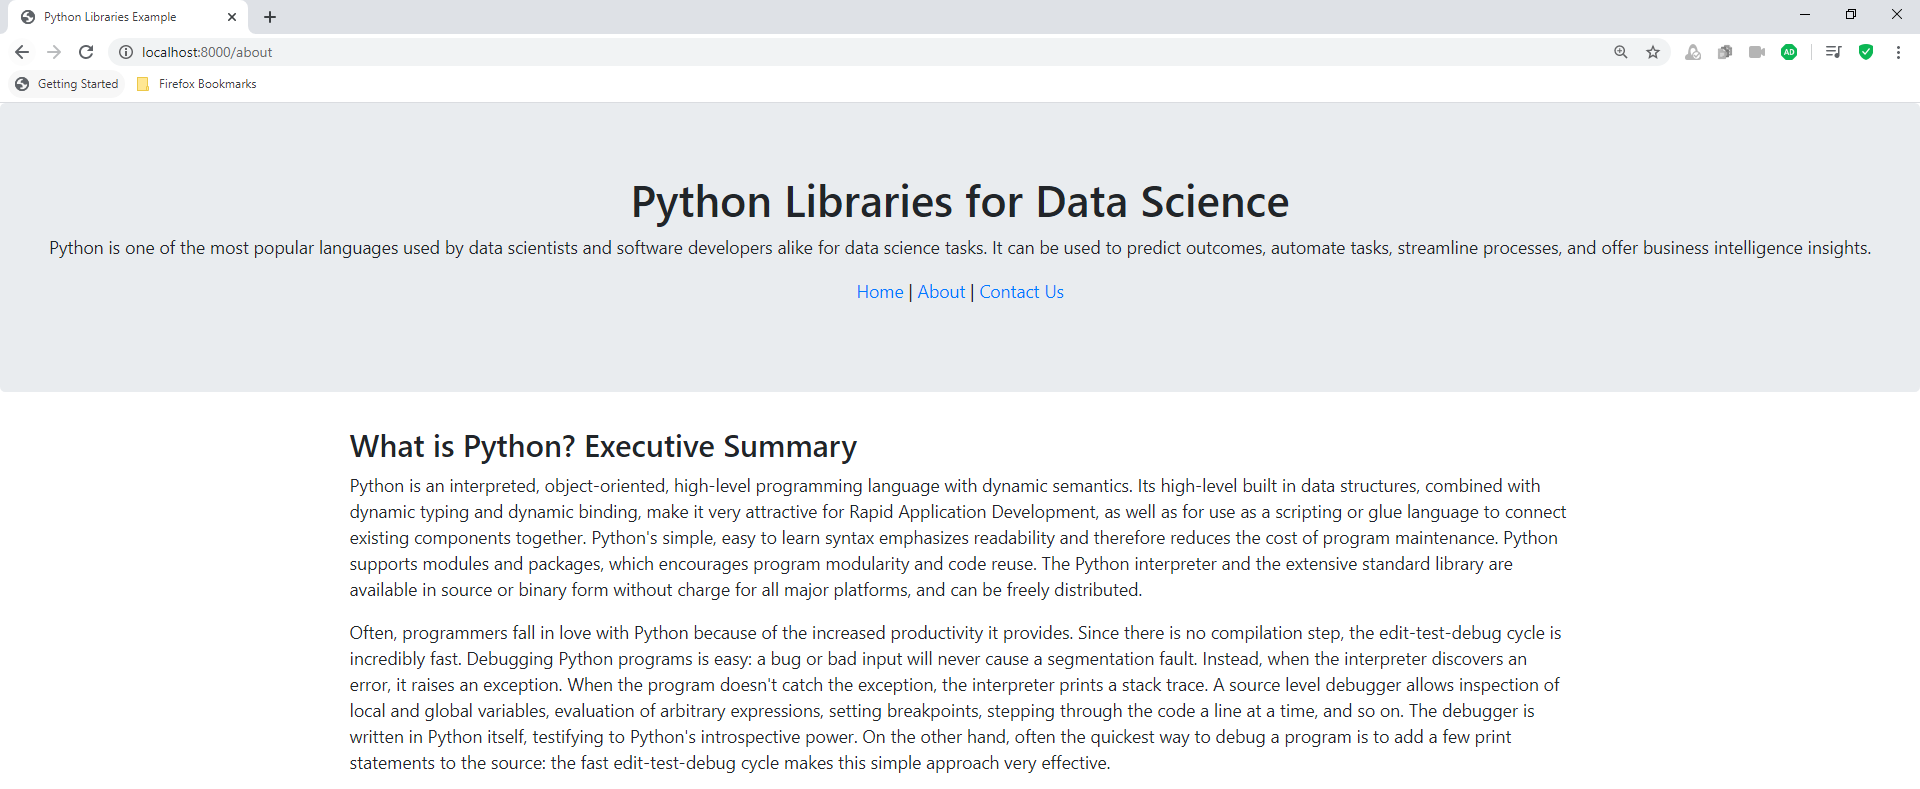 Python Libraries Example
localhost:8000/about
AD
Getting Started
Firefox Bookmarks
Python Libraries for Data Science
Python is one of the most popular languages used by data scientists and software developers alike for data science tasks. It can be used to predict outcomes, automate tasks, streamline processes, and offer business intelligence insights.
Home | About | Contact Us
What is Python? Executive Summary
Python is an interpreted, object-oriented, high-level programming language with dynamic semantics. Its high-level built in data structures, combined with
dynamic typing and dynamic binding, make it very attractive for Rapid Application Development, as well as for use as a scripting or glue language to connect
existing components together. Python's simple, easy to learn syntax emphasizes readability and therefore reduces the cost of program maintenance. Python
supports modules and packages, which encourages program modularity and code reuse. The Python interpreter and the extensive standard library are
available in source or binary form without charge for all major platforms, and can be freely distributed.
Often, programmers fall in love with Python because of the increased productivity it provides. Since there is no compilation step, the edit-test-debug cycle is
incredibly fast. Debugging Python programs is easy: a bug or bad input will never cause a segmentation fault. Instead, when the interpreter discovers an
error, it raises an exception. When the program doesn't catch the exception, the interpreter prints a stack trace. A source level debugger allows inspection of
local and global variables, evaluation of arbitrary expressions, setting breakpoints, stepping through the code a line at a time, and so on. The debugger is
written in Python itself, testifying to Python's introspective power. On the other hand, often the quickest way to debug a program is to add a few print
statements to the source: the fast edit-test-debug cycle makes this simple approach very effective.